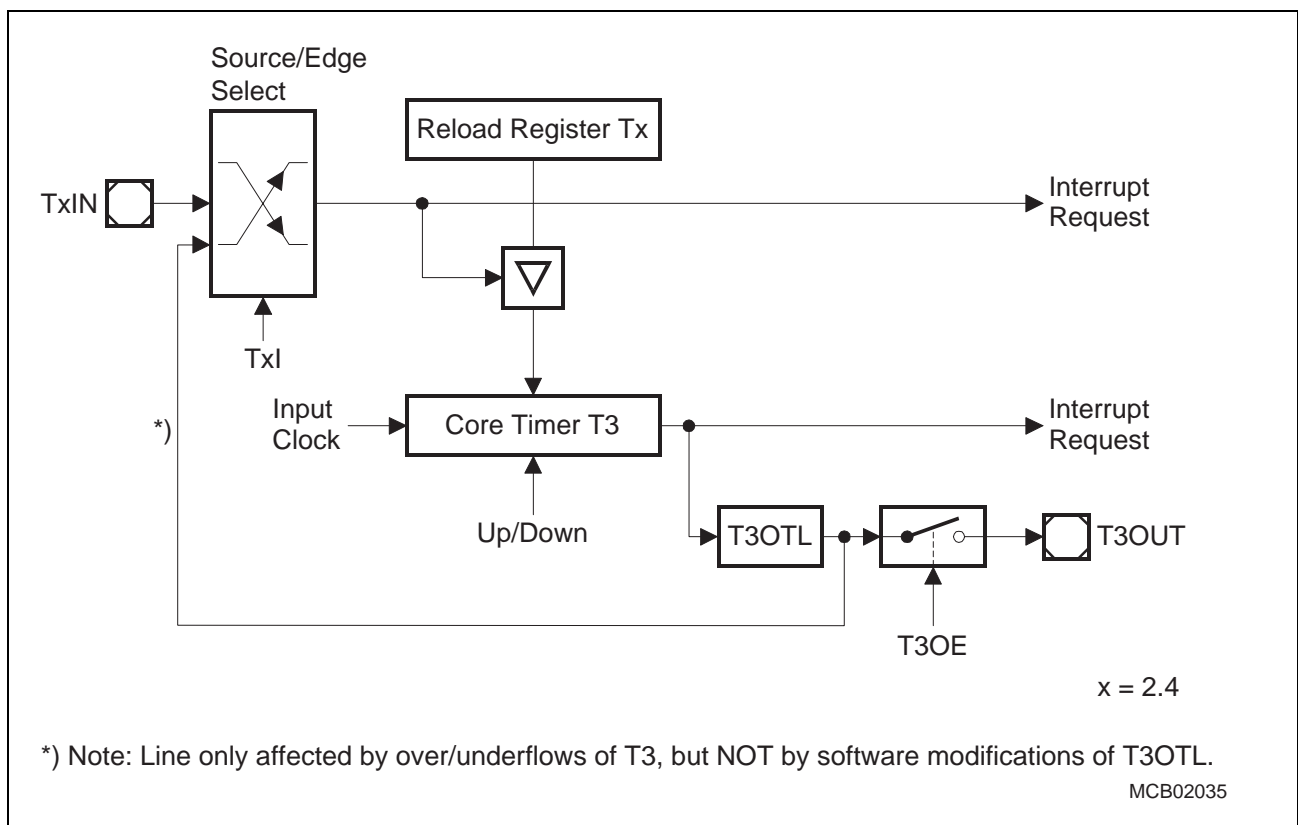 Source/Edge
Select
Reload Register Tx
TxIN
Interrupt
Request
TxI
*)
Input
Clock
Core Timer T3
Interrupt
Request
Up/Down
T3OTL
T3OUT
T3OE
x = 2.4
*) Note: Line only affected by over/underflows of T3, but NOT by software modifications of T3OTL.
MCB02035